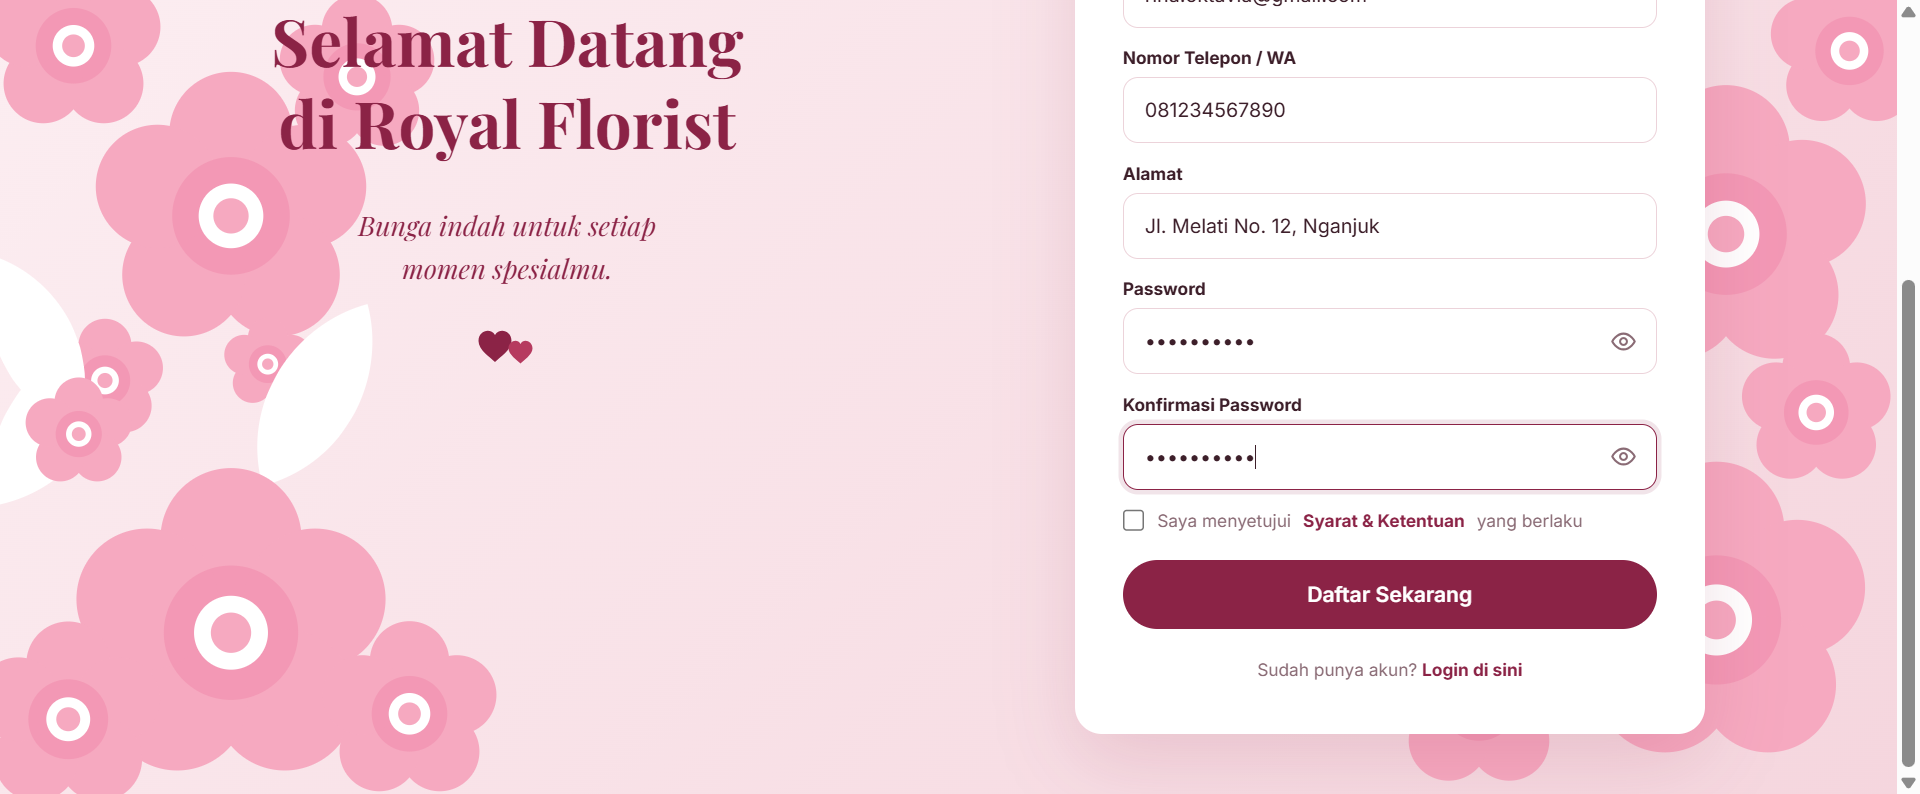 Selamat Datang
di Royal Florist
Bunga indah untuk setiap
momen spesialmu.
Nomor Telepon / WA
081234567890
Alamat
Jl. Melati No. 12, Nganjuk
Password
••••••••••
Konfirmasi Password
••••••••••
Saya menyetujui Syarat & Ketentuan yang berlaku
Daftar Sekarang
Sudah punya akun? Login di sini